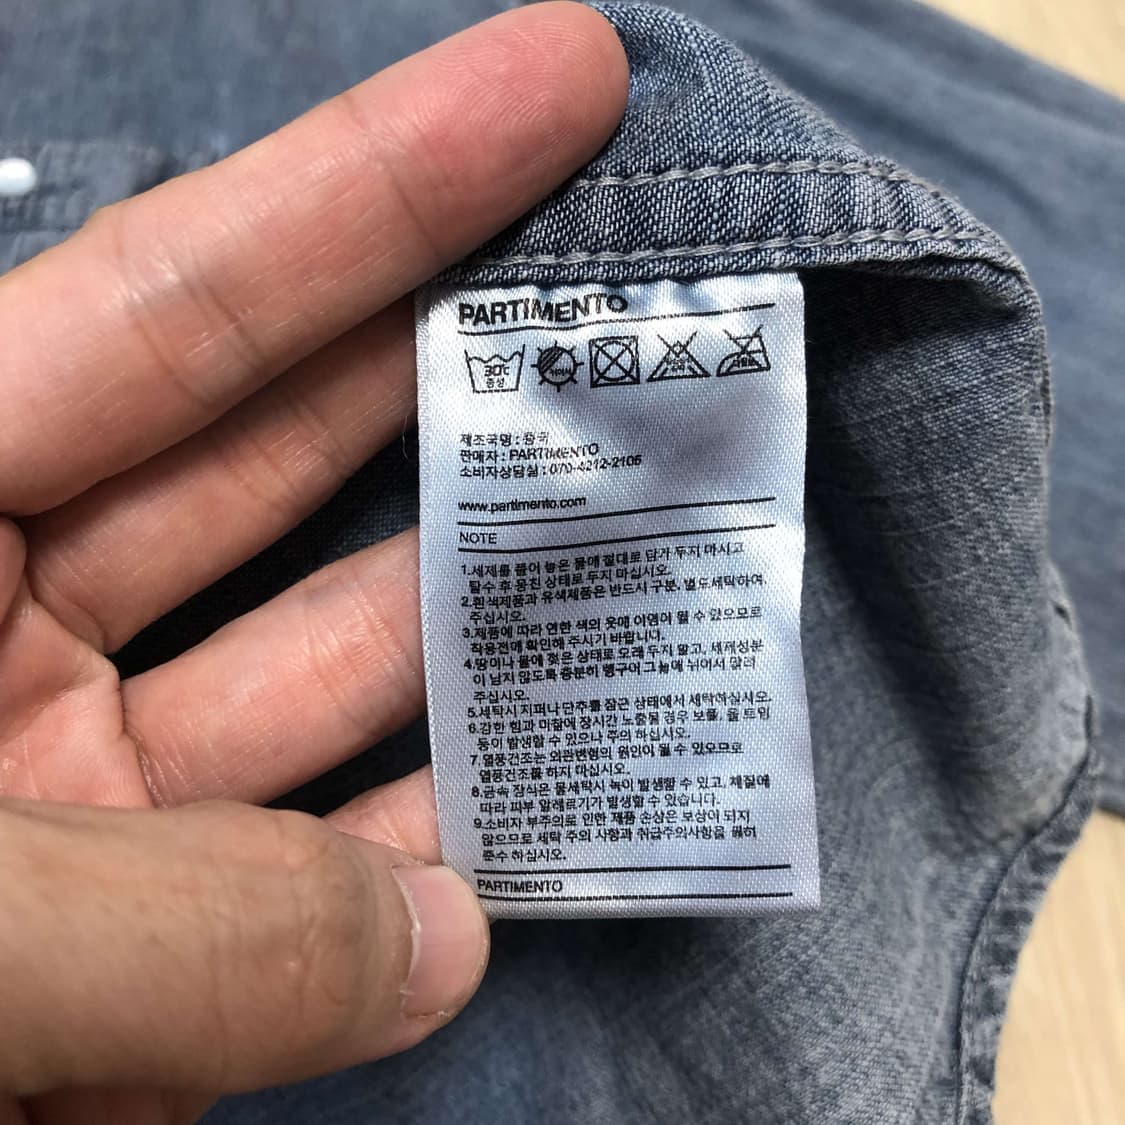 PARTIMENTO
30℃
중성
제조국명 : 중국
판매자 : PARTIMENTO
소비자상담실 : 070-4212-2105
www.partimento.com
NOTE
1.세제를 풀어 놓은 물에 절대로 담가 두지 마시고
탈수 후 뭉친 상태로 두지 마십시오.
2.흰색제품과 유색제품은 반드시 구분, 별도세탁하여
주십시오.
3.제품에 따라 연한 색의 옷에 이염이 될 수 있으므로
착용전에 확인해 주시기 바랍니다.
4.땀이나 물에 젖은 상태로 오래 두지 말고, 세제성분
이 남지 않도록 충분히 헹구어 그늘에 뉘어서 말려
주십시오.
5.세탁시 지퍼나 단추를 잠근 상태에서 세탁하십시오.
6.강한 힘과 마찰에 장시간 노출될 경우 보풀, 올 트임
등이 발생할 수 있으나 주의 하십시오.
7.열풍건조는 외관변형의 원인이 될 수 있으므로
열풍건조를 하지 마십시오.
8.금속 장식은 물세탁시 녹이 발생할 수 있고, 체질에
따라 피부 알레르기가 발생할 수 있습니다.
9.소비자 부주의로 인한 제품 손상은 보상이 되지
않으므로 세탁 주의 사항과 취급주의사항을 필히
준수 하십시오.
PARTIMENTO